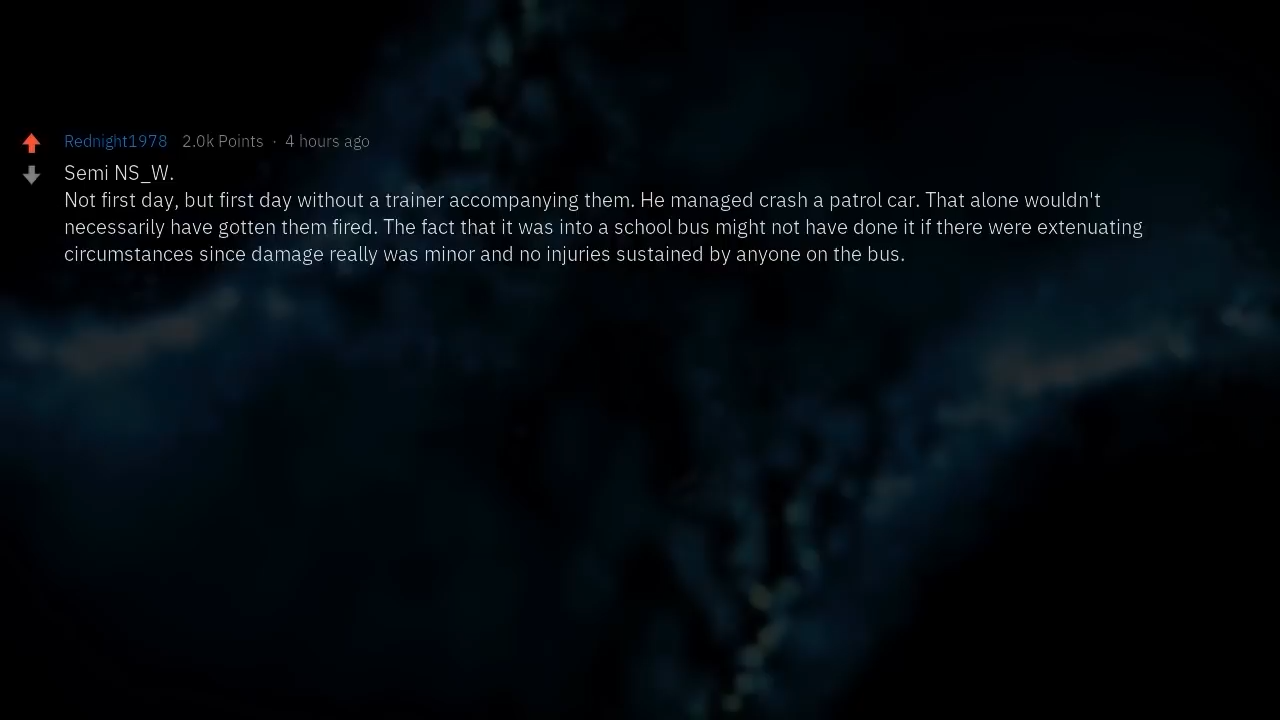 Rednight1978 2.0k Points · 4 hours ago
Semi NS_W.
Not first day, but first day without a trainer accompanying them. He managed crash a patrol car. That alone wouldn't
necessarily have gotten them fired. The fact that it was into a school bus might not have done it if there were extenuating
circumstances since damage really was minor and no injuries sustained by anyone on the bus.